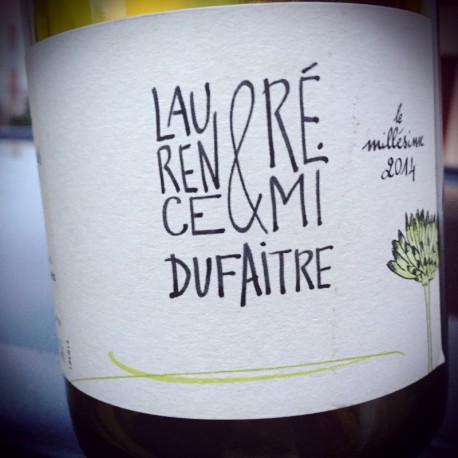 LAU
REN
CE & RÉ
MI
DUFAITRE
le
millésime
2014